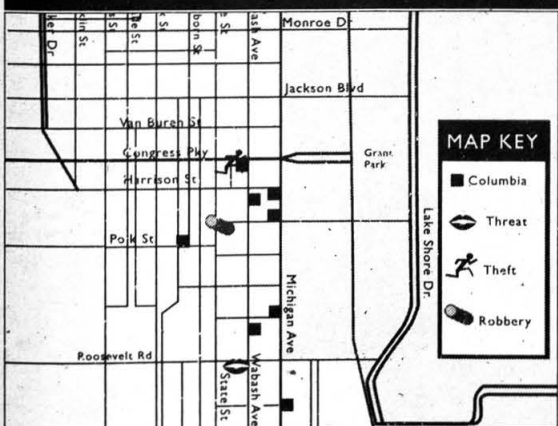 Monroe Dr
Jackson Blvd
Van Buren St
Congress Pky
Grant
Park
Harrison St
Polk St
Roosevelt Rd
State St
Wabash Ave
Michigan Ave
Lake Shore Dr.
MAP KEY
Columbia
Threat
Theft
Robbery